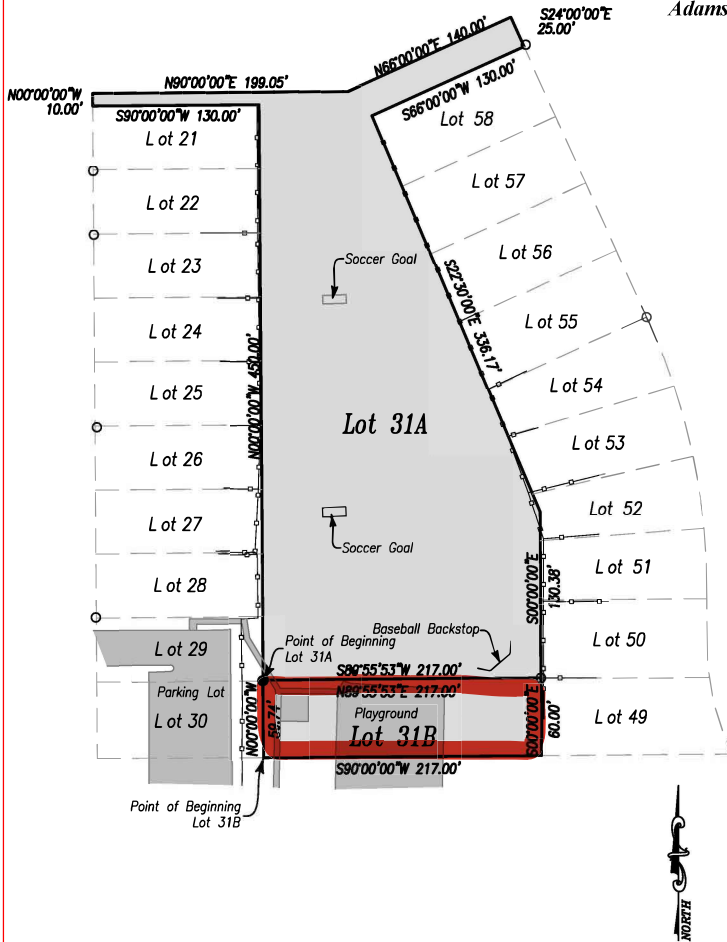 Adams
S24°00'00"E
25.00'
N66°00'00"E 140.00'
N90°00'00"E 199.05'
N00°00'00"W
10.00'
S90°00'00"W 130.00'
S66°00'00"W 130.00'
Lot 58
Lot 21
Lot 57
Lot 22
Lot 56
Soccer Goal
Lot 23
S22°30'00"E 336.17'
Lot 55
Lot 24
Lot 54
N00°00'00"W 450.00'
Lot 25
Lot 31A
Lot 53
Lot 26
Lot 52
Lot 27
Soccer Goal
Lot 51
S00°00'00"E
130.38'
Lot 28
Baseball Backstop
Lot 50
Lot 29
Point of Beginning
Lot 31A
S89°55'53"W 217.00'
N89°55'53"E 217.00'
Parking Lot
Lot 30
N00°00'00"W
59.74'
Playground
Lot 31B
S00°00'00"E
60.00'
Lot 49
S90°00'00"W 217.00'
Point of Beginning
Lot 31B
NORTH